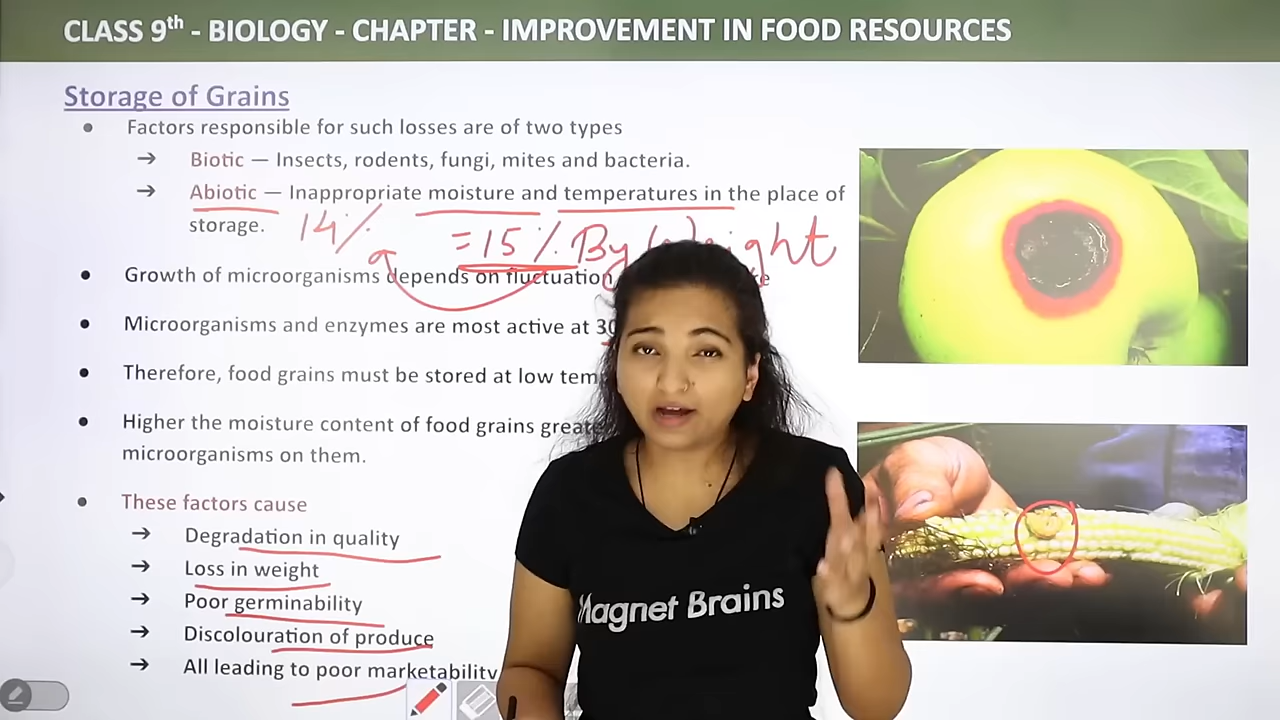 CLASS 9th - BIOLOGY - CHAPTER - IMPROVEMENT IN FOOD RESOURCES
Storage of Grains
• Factors responsible for such losses are of two types
→ Biotic — Insects, rodents, fungi, mites and bacteria.
→ Abiotic — Inappropriate moisture and temperatures in the place of
storage.
14%
=15% By Weight
• Growth of microorganisms depends on fluctuation
• Microorganisms and enzymes are most active at 30
• Therefore, food grains must be stored at low
• Higher the moisture content of food grains
microorganisms on them.
• These factors cause
→ Degradation in quality
→ Loss in weight
→ Poor germinability
→ Discolouration of produce
→ All leading to poor marketability
Magnet Brains